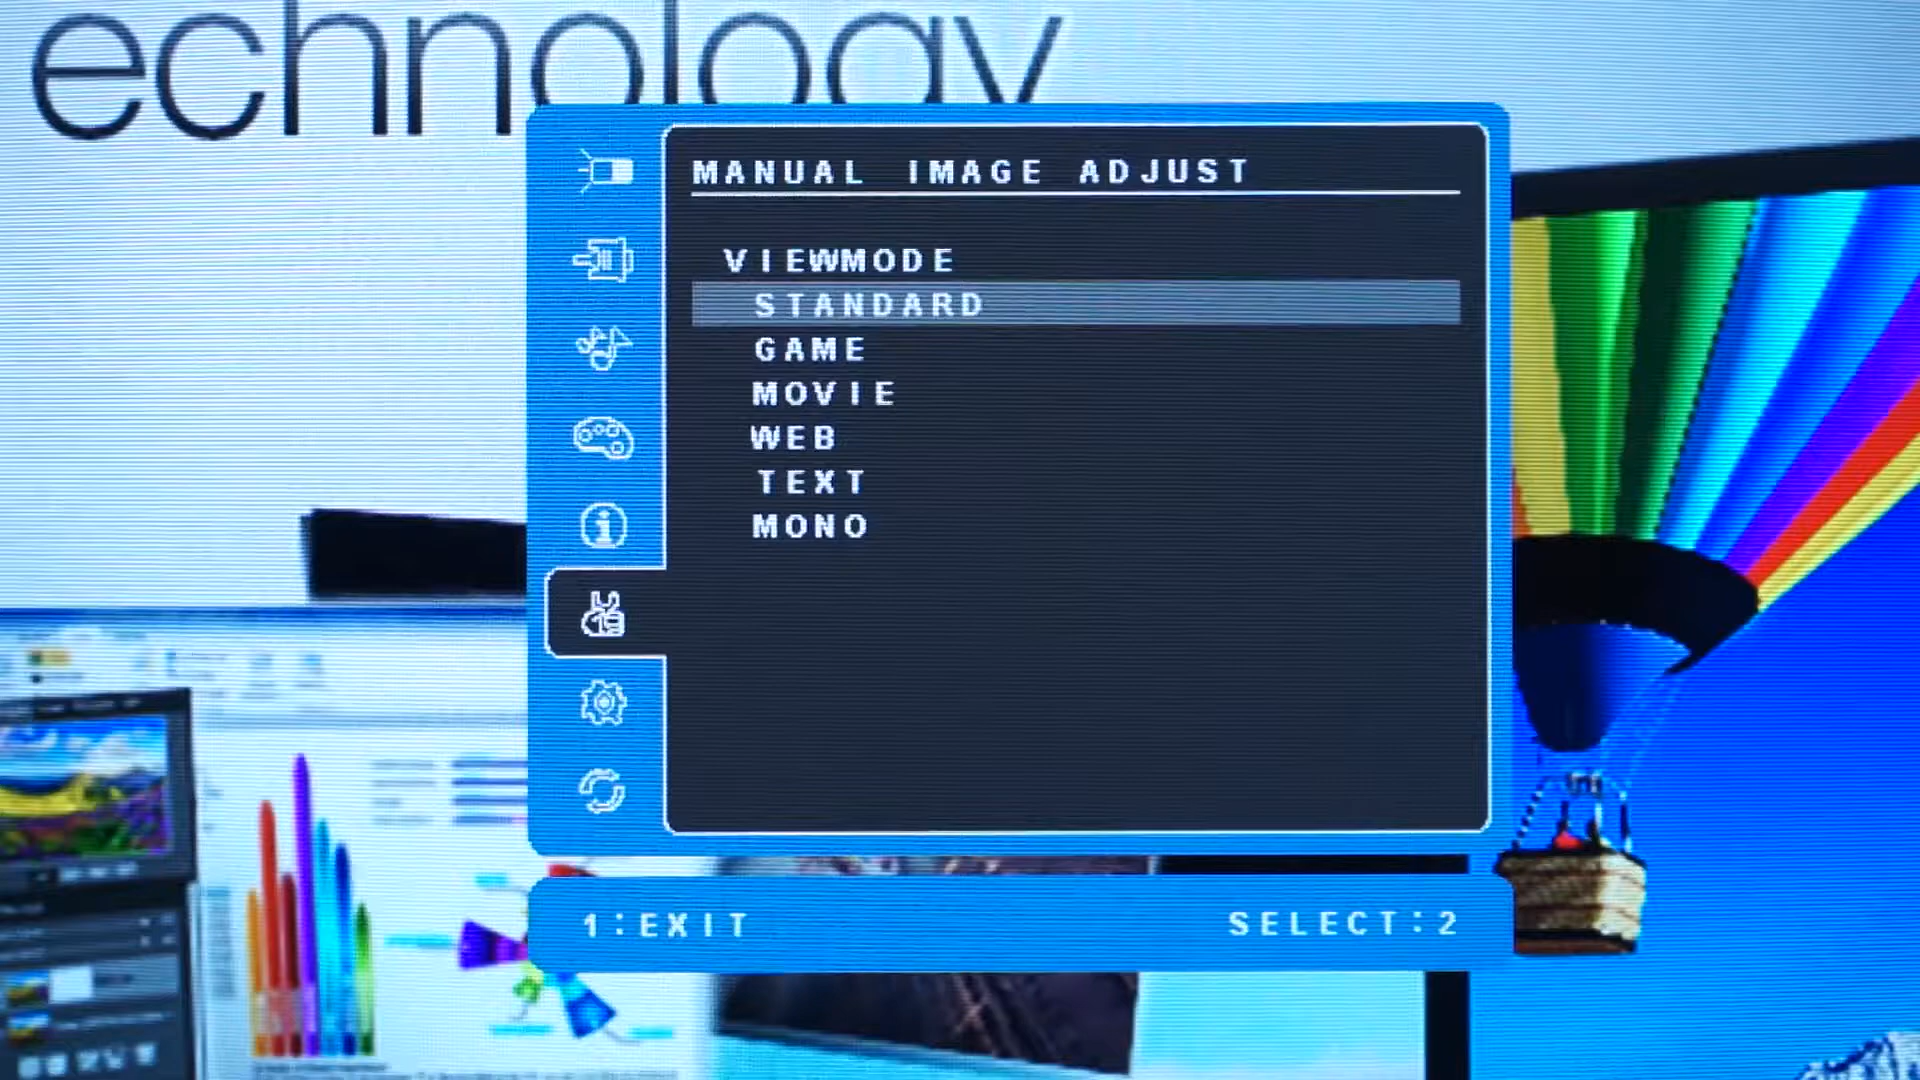 echnology
MANUAL IMAGE ADJUST
VIEWMODE
STANDARD
GAME
MOVIE
WEB
TEXT
MONO
1:EXIT
SELECT:2